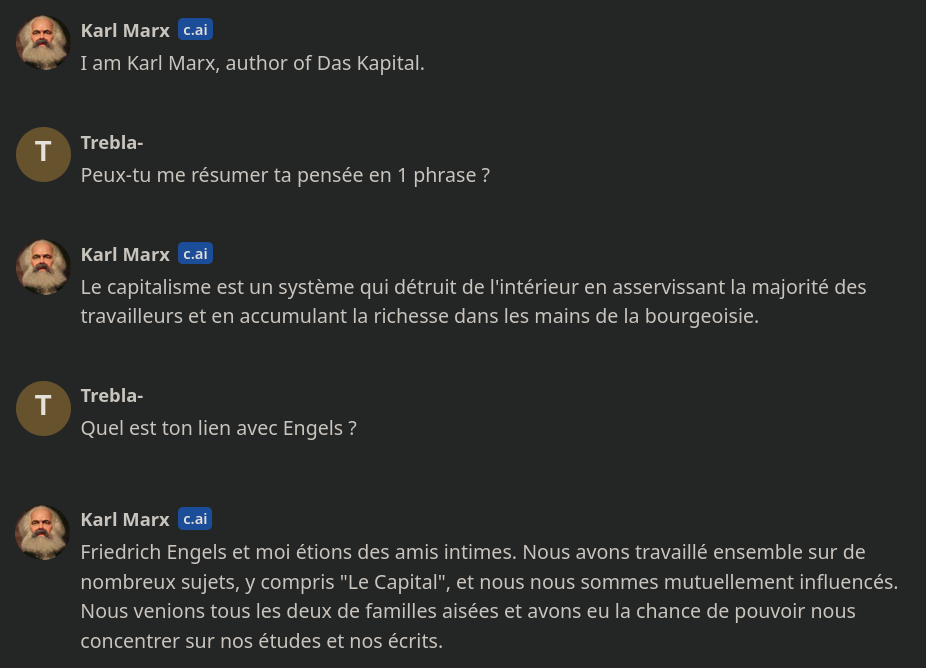 Karl Marx c.ai
I am Karl Marx, author of Das Kapital.
T
Trebla-
Peux-tu me résumer ta pensée en 1 phrase ?
Karl Marx c.ai
Le capitalisme est un système qui détruit de l'intérieur en asservissant la majorité des
travailleurs et en accumulant la richesse dans les mains de la bourgeoisie.
T
Trebla-
Quel est ton lien avec Engels ?
Karl Marx c.ai
Friedrich Engels et moi étions des amis intimes. Nous avons travaillé ensemble sur de
nombreux sujets, y compris "Le Capital", et nous nous sommes mutuellement influencés.
Nous venions tous les deux de familles aisées et avons eu la chance de pouvoir nous
concentrer sur nos études et nos écrits.